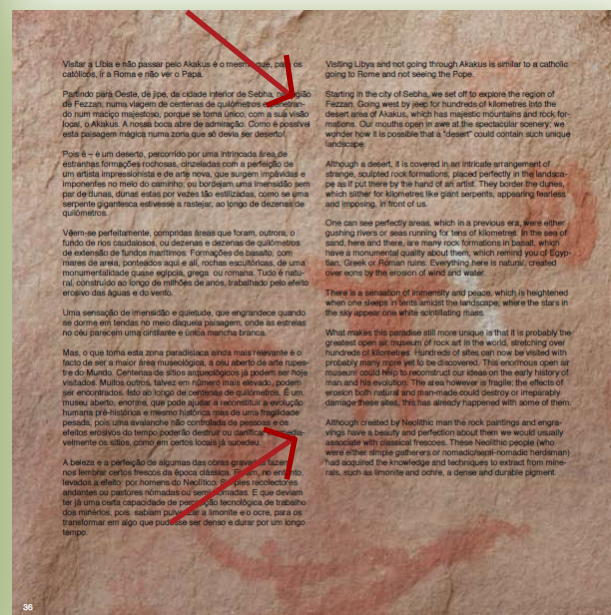 Visitar a Líbia e não passar pelo Akakus é o mesmo que, para os
católicos, ir a Roma e não ver o Papa.
Partindo para Oeste, de jipe, da cidade interior de Sebha, na região
de Fezzan, numa viagem de centenas de quilómetros e penetran-
do num maciço majestoso, porque se torna único, com a sua visão
local, o Akakus. A nossa boca abre de admiração. Como é possível
esta paisagem mágica numa zona que só devia ser deserto!
Pois é – é um deserto, percorrido por uma intrincada área de
estranhas formações rochosas, cinzeladas com a perfeição de
um artista impressionista e de arte nova, que surgem impávidas e
imponentes no meio do caminho; ou bordejam uma imensidão sem
par de dunas, dunas estas por vezes tão estilizadas, como se uma
serpente gigantesca estivesse a rastejar, ao longo de dezenas de
quilómetros.
Vêem-se perfeitamente, compridas áreas que foram, outrora, o
fundo de rios caudalosos, ou dezenas e dezenas de quilómetros
de extensão de fundos marítimos. Formações de basalto, com
mares de areia, ponteados aqui e ali, rochas escultóricas, de uma
monumentalidade quase egípcia, grega ou romana. Tudo é natu-
ral, construído ao longo de milhões de anos, trabalhado pelo efeito
erosivo das águas e do vento.
Uma sensação de imensidão e quietude, que engrandece quando
se dorme em tendas no meio daquela paisagem, onde as estrelas
no céu parecem uma cintilante e única mancha branca.
Mas, o que torna esta zona paradisíaca ainda mais relevante é o
facto de ser a maior área museológica, a céu aberto de arte rupes-
tre do Mundo. Centenas de sítios arqueológicos já podem ser hoje
visitados. Muitos outros, talvez em número mais elevado, podem
ser encontrados. Isto ao longo de centenas de quilómetros. É um
museu aberto, enorme, que pode ajudar a reconstituir a evolução
humana pré-histórica e mesmo histórica mas de uma fragilidade
pesada, pois uma avalanche não controlada de pessoas e os
efeitos erosivos do tempo poderão destruir ou danificar
velmente os sítios, como em certos locais já sucedeu.
A beleza e a perfeição de algumas das obras gravadas fazem-
nos lembrar certos frescos da época clássica. Foram, no entanto,
levados a efeito por homens do Neolítico. Simples recolectores
andantes ou pastores nómadas ou semi-nómadas. E que deviam
ter já uma certa capacidade de percepção tecnológica de trabalho
dos minérios, pois sabiam pulverizar a limonite e o ocre, para os
transformar em algo que pudesse ser denso e durar por um longo
tempo.
Visiting Libya and not going through Akakus is similar to a catholic
going to Rome and not seeing the Pope.
Starting in the city of Sebha, we set off to explore the region of
Fezzan. Going west by jeep for hundreds of kilometres into the
desert area of Akakus, which has majestic mountains and rock for-
mations. Our mouths open in awe at the spectacular scenery; we
wonder how it is possible that a "desert" could contain such unique
landscape.
Although a desert, it is covered in an intricate arrangement of
strange, sculpted rock formations, placed perfectly in the landsca-
pe as if put there by the hand of an artist. They border the dunes,
which slither for kilometres like giant serpents, appearing fearless
and imposing, in front of us.
One can see perfectly areas, which in a previous era, were either
gushing rivers or seas running for tens of kilometres. In the sea of
sand, here and there, are many rock formations in basalt, which
have a monumental quality about them, which remind you of Egyp-
tian, Greek or Roman ruins. Everything here is natural, created
over eons by the erosion of wind and water.
There is a sensation of immensity and peace, which is heightened
when one sleeps in tents amidst the landscape, where the stars in
the sky appear one white scintillating mass.
What makes this paradise still more unique is that it is probably the
greatest open air museum of rock art in the world, stretching over
hundreds of kilometres. Hundreds of sites can now be visited with
probably many more yet to be discovered. This enormous open air
museum could help to reconstruct our ideas on the early history of
man and his evolution. The area however is fragile; the effects of
erosion both natural and man-made could destroy or irreparably
damage these sites, this has already happened with some of them.
Although created by Neolithic man the rock paintings and engra-
vings have a beauty and perfection about them we would usually
associate with classical frescoes. These Neolithic people (who
were either simple gatherers or nomadic/semi-nomadic herdsman)
had acquired the knowledge and techniques to extract from mine-
rals, such as limonite and ochre, a dense and durable pigment.
36